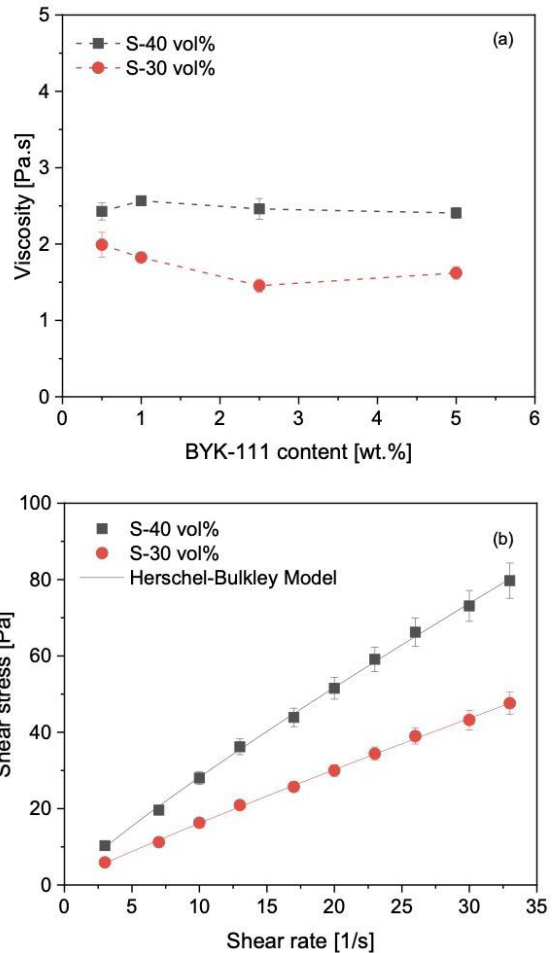 5
4
3
2
1
0
Viscosity [Pa.s]
S-40 vol%
S-30 vol%
(a)
0 1 2 3 4 5 6
BYK-111 content [wt.%]
100
80
60
40
20
0
Shear stress [Pa]
S-40 vol%
S-30 vol%
Herschel-Bulkley Model
(b)
0 5 10 15 20 25 30 35
Shear rate [1/s]